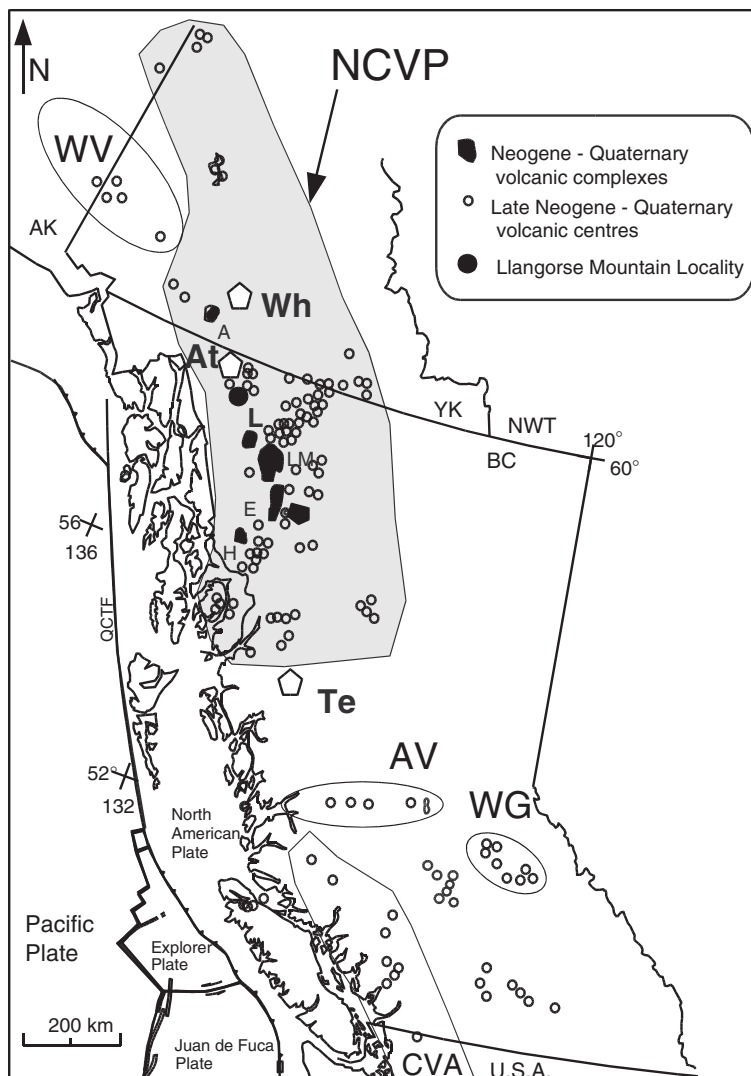 N
NCVP
WV
AK
Neogene - Quaternary
volcanic complexes
Late Neogene - Quaternary
volcanic centres
Llangorse Mountain Locality
Wh
A
At
L
YK
NWT
BC
120°
60°
LM
E
H
56
136
QCTF
Te
52°
132
AV
WG
North
American
Plate
Pacific
Plate
Explorer
Plate
200 km
Juan de Fuca
Plate
CVA
U.S.A.